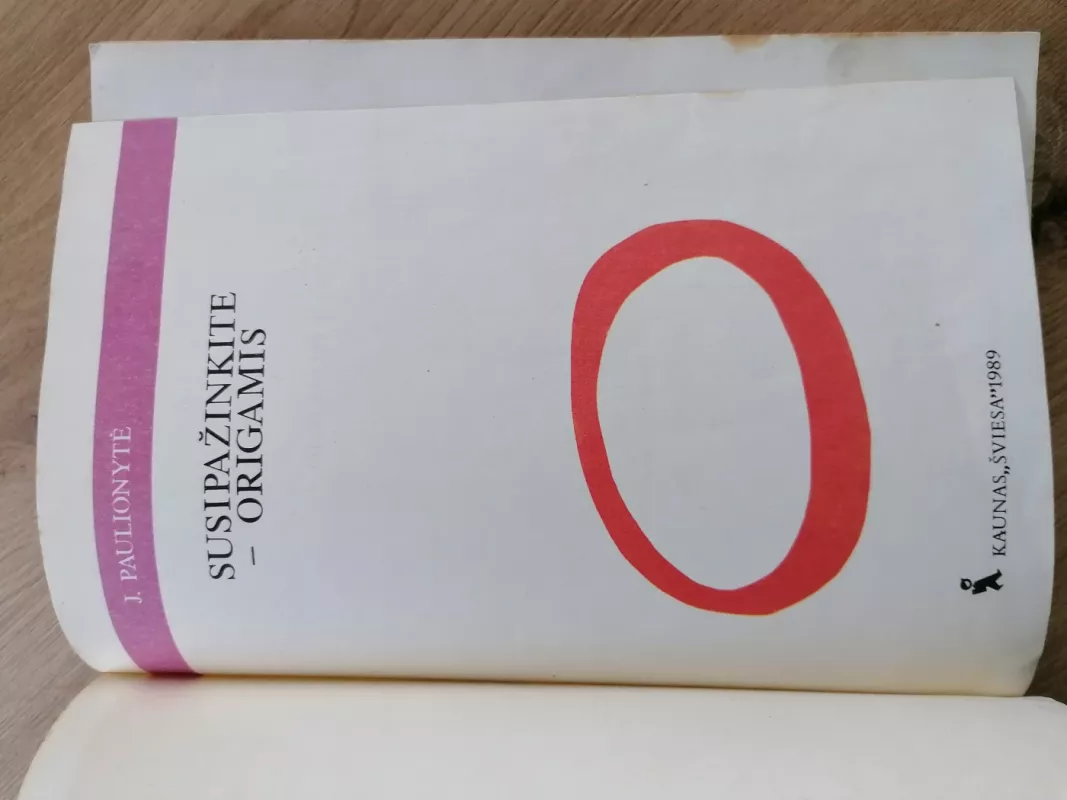 J. PAULIONYTĖ
SUSIPAŽINKITE
– ORIGAMIS
O
KAUNAS„ŠVIESA”1989